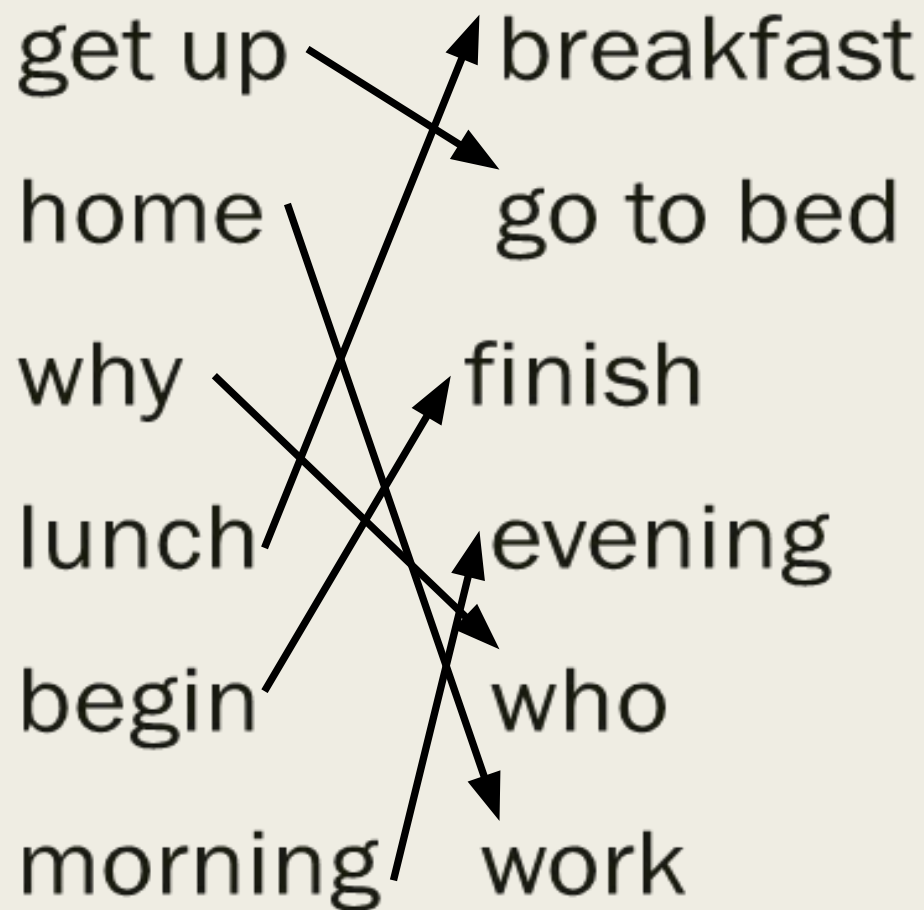 get up breakfast
home go to bed
why finish
lunch evening
begin who
morning work